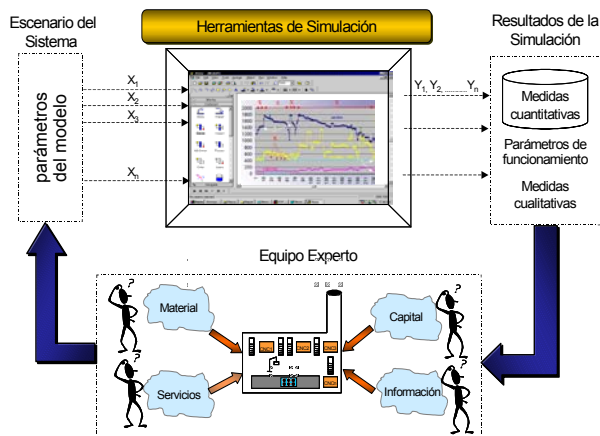 Escenario del
Sistema
Herramientas de Simulación
Resultados de la
Simulación
parámetros
del modelo
X1
X2
X3
Xn
Y1, Y2, ........Yn
Medidas
cuantitativas
Parámetros de
funcionamiento
Medidas
cualitativas
Equipo Experto
?
Material
?
Servicios
?
Capital
?
Información